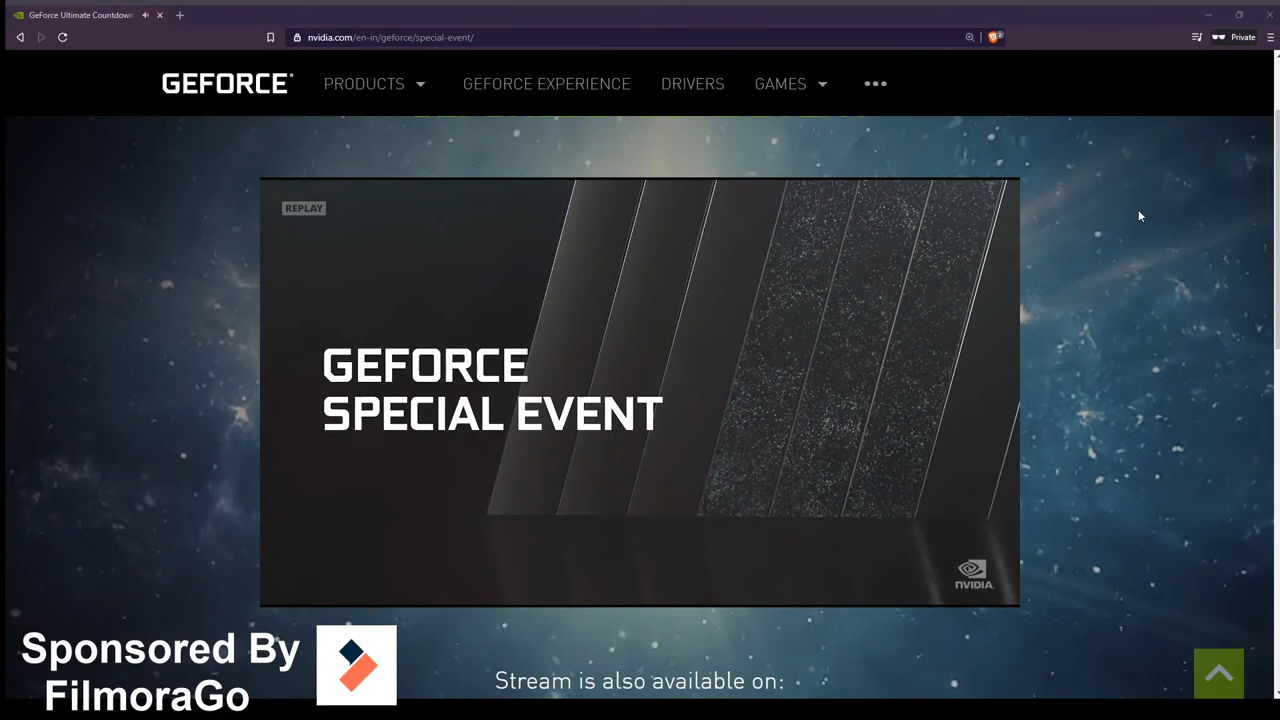 GeForce Ultimate Countdown
nvidia.com/en-in/geforce/special-event/
2
Private
GEFORCE
PRODUCTS
GEFORCE EXPERIENCE
DRIVERS
GAMES
REPLAY
GEFORCE
SPECIAL EVENT
NVIDIA
Sponsored By
FilmoraGo
Stream is also available on: